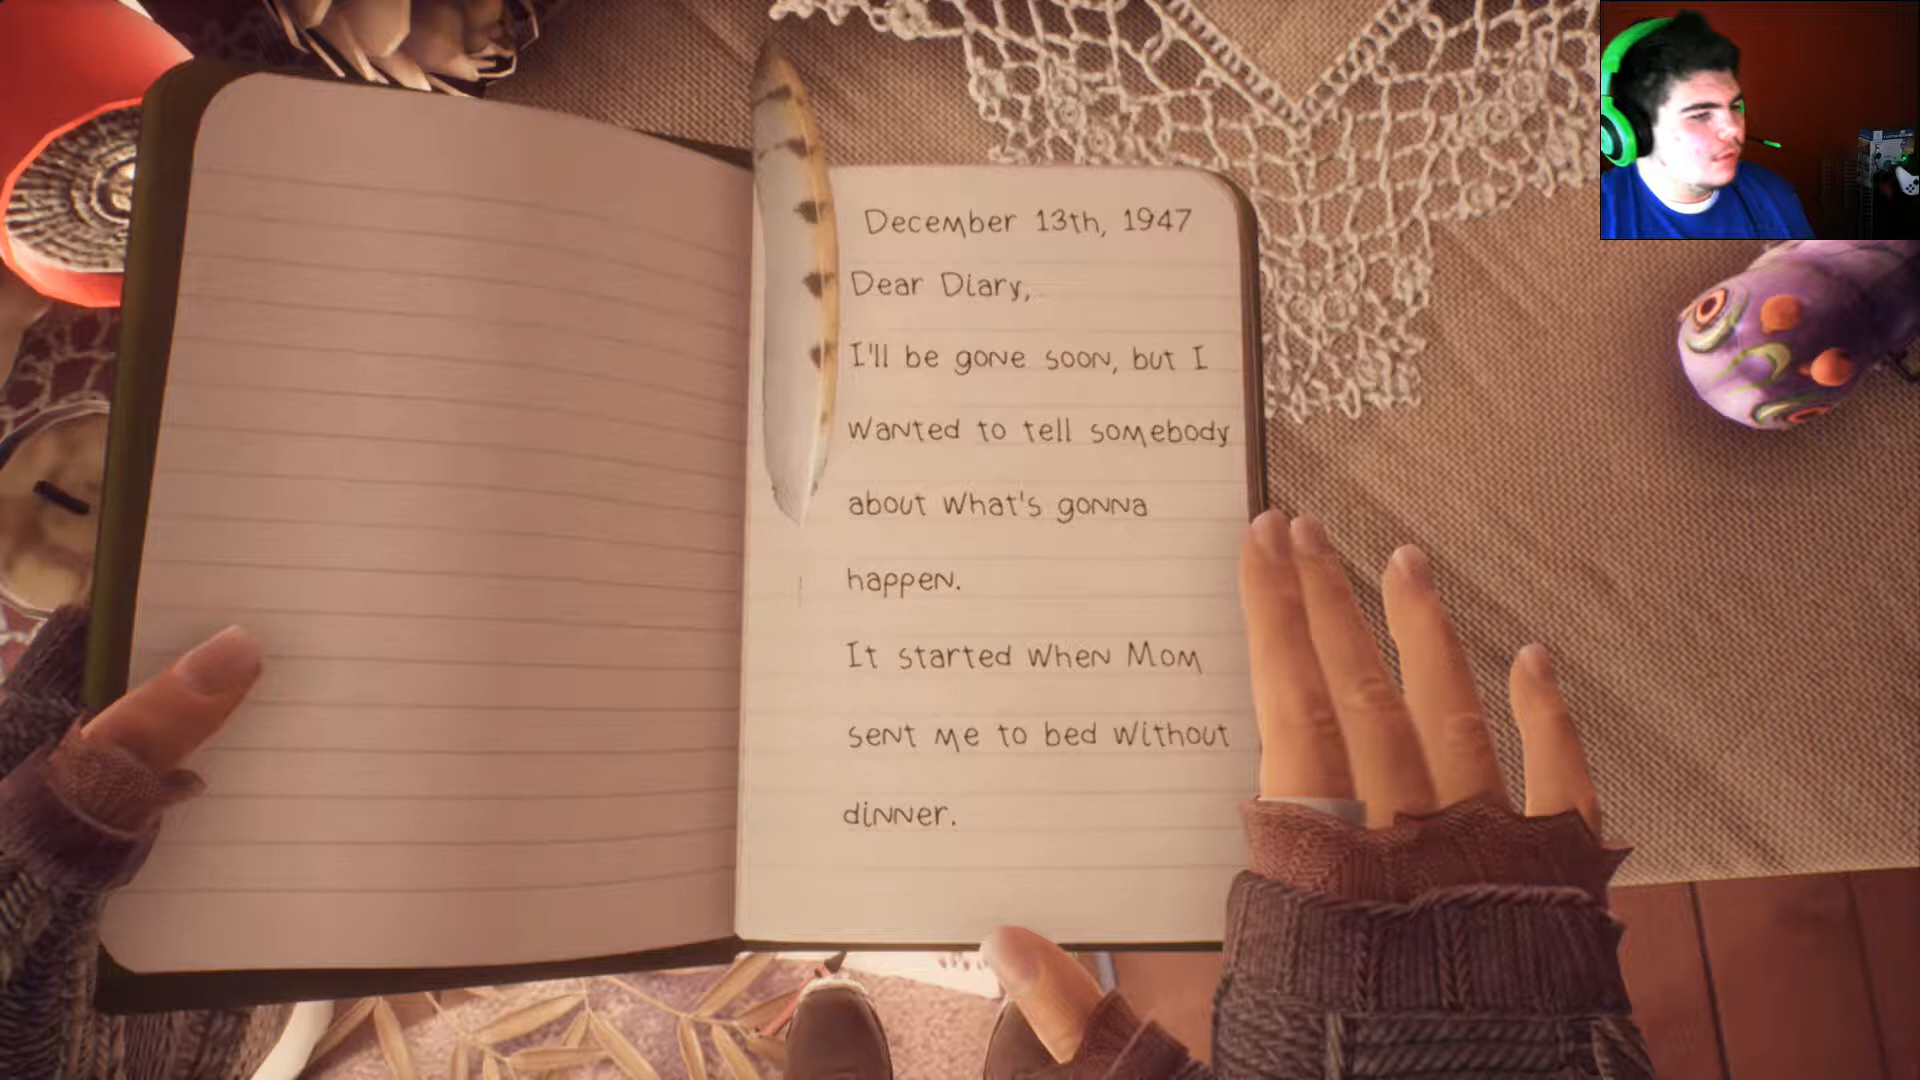 December 13th, 1947
Dear Diary,
I'll be gone soon, but I
wanted to tell somebody
about what's gonna
happen.
It started when Mom
sent me to bed without
dinner.